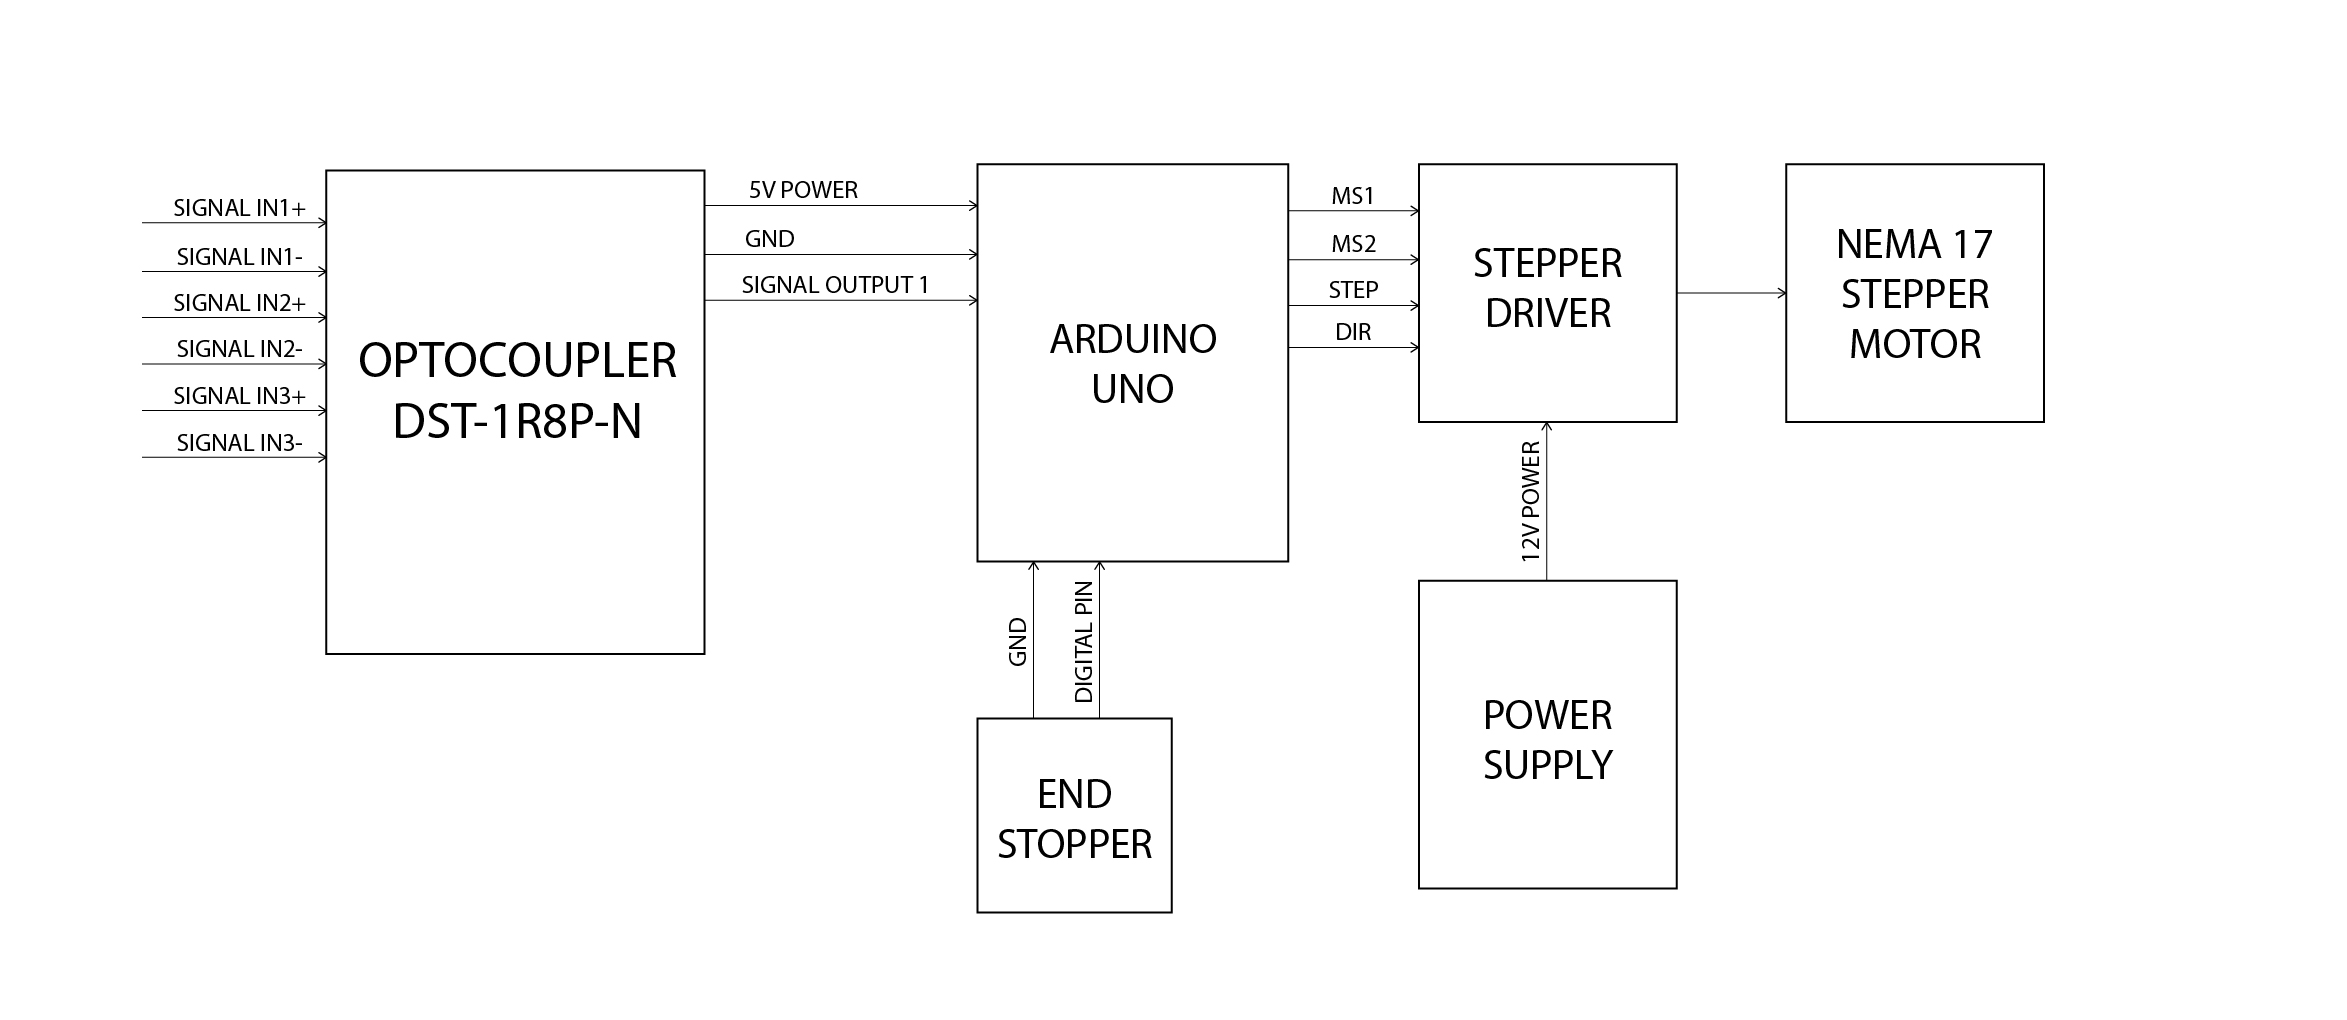 SIGNAL IN1+
SIGNAL IN1-
SIGNAL IN2+
SIGNAL IN2-
SIGNAL IN3+
SIGNAL IN3-
OPTOCOUPLER
DST-1R8P-N
5V POWER
GND
SIGNAL OUTPUT 1
ARDUINO
UNO
MS1
MS2
STEP
DIR
STEPPER
DRIVER
NEMA 17
STEPPER
MOTOR
GND
DIGITAL PIN
12V POWER
END
STOPPER
POWER
SUPPLY